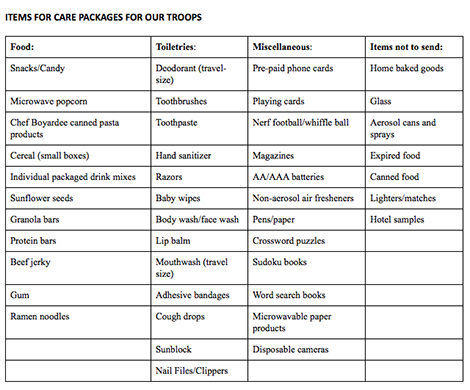 ITEMS FOR CARE PACKAGES FOR OUR TROOPS
Food: Toiletries: Miscellaneous: Items not to send:
Snacks/Candy Deodorant (travel-size) Pre-paid phone cards Home baked goods
Microwave popcorn Toothbrushes Playing cards Glass
Chef Boyardee canned pasta products Toothpaste Nerf football/whiffle ball Aerosol cans and sprays
Cereal (small boxes) Hand sanitizer Magazines Expired food
Individual packaged drink mixes Razors AA/AAA batteries Canned food
Sunflower seeds Baby wipes Non-aerosol air fresheners Lighters/matches
Granola bars Body wash/face wash Pens/paper Hotel samples
Protein bars Lip balm Crossword puzzles
Beef jerky Mouthwash (travel size) Sudoku books
Gum Adhesive bandages Word search books
Ramen noodles Cough drops Microwavable paper products
Sunblock Disposable cameras
Nail Files/Clippers